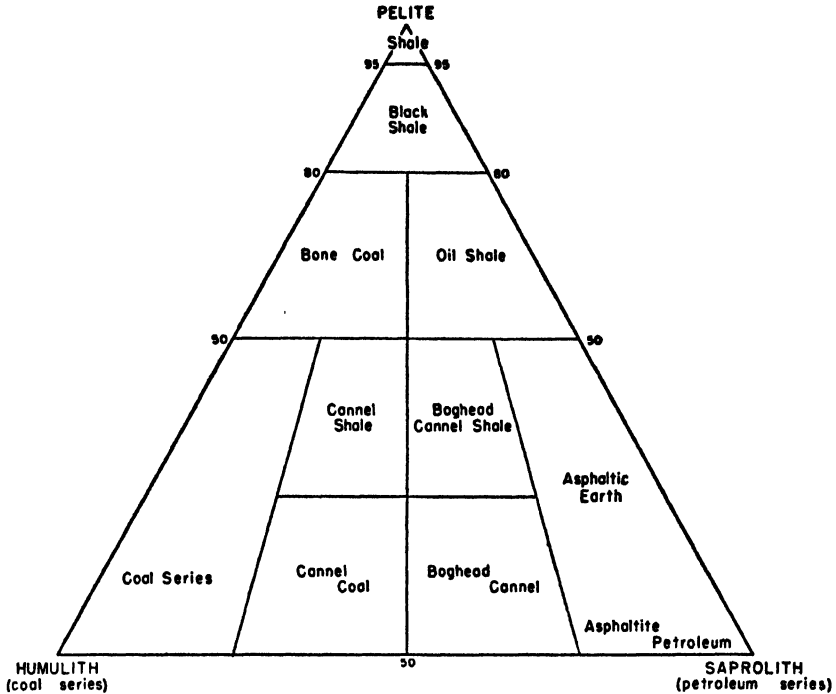 PELITE
Shale
95 95
Black
Shale
80 80
Bone Coal Oil Shale
50 50
Cannel
Shale
Boghead
Cannel Shale
Asphaltic
Earth
Coal Series
Cannel
Coal
Boghead
Cannel
Asphaltite
Petroleum
50
HUMULITH
(coal series)
SAPROLITH
(petroleum series)